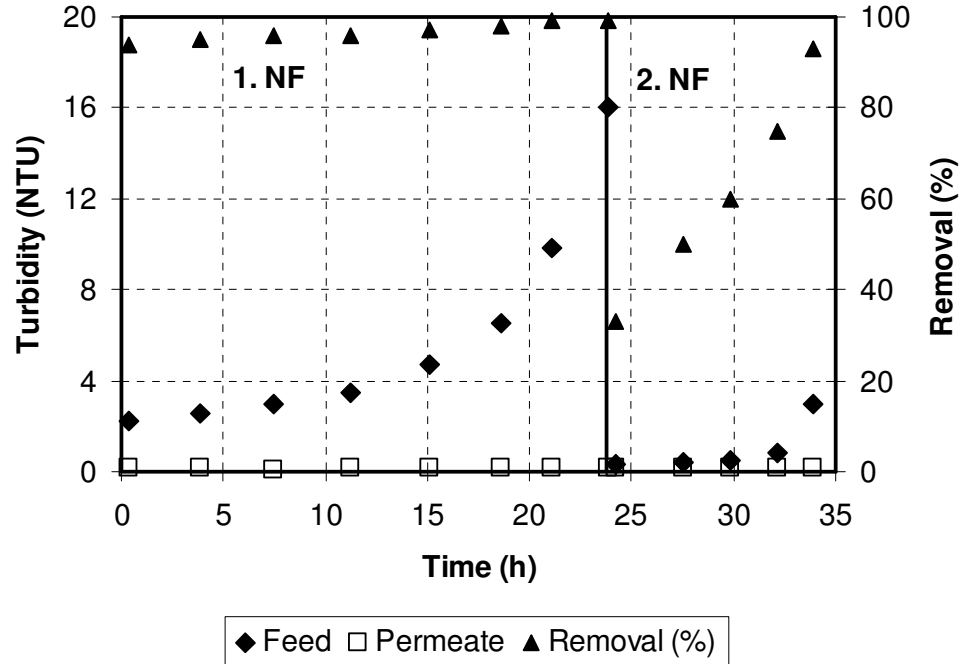 20
100
1. NF
2. NF
16
80
12
60
8
40
4
20
0
0
0 5 10 15 20 25 30 35
Turbidity (NTU)
Removal (%)
Time (h)
Feed Permeate Removal (%)